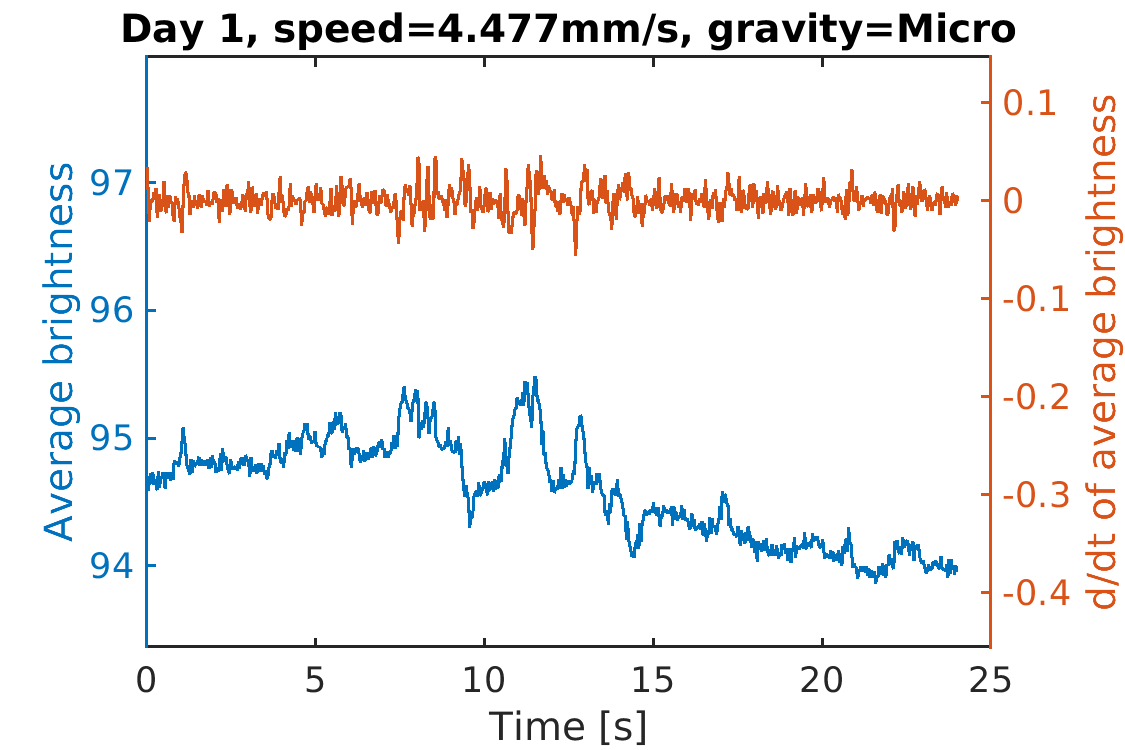 Day 1, speed=4.477mm/s, gravity=Micro
Average brightness
97
96
95
94
0.1
0
-0.1
-0.2
-0.3
-0.4
d/dt of average brightness
0 5 10 15 20 25
Time [s]